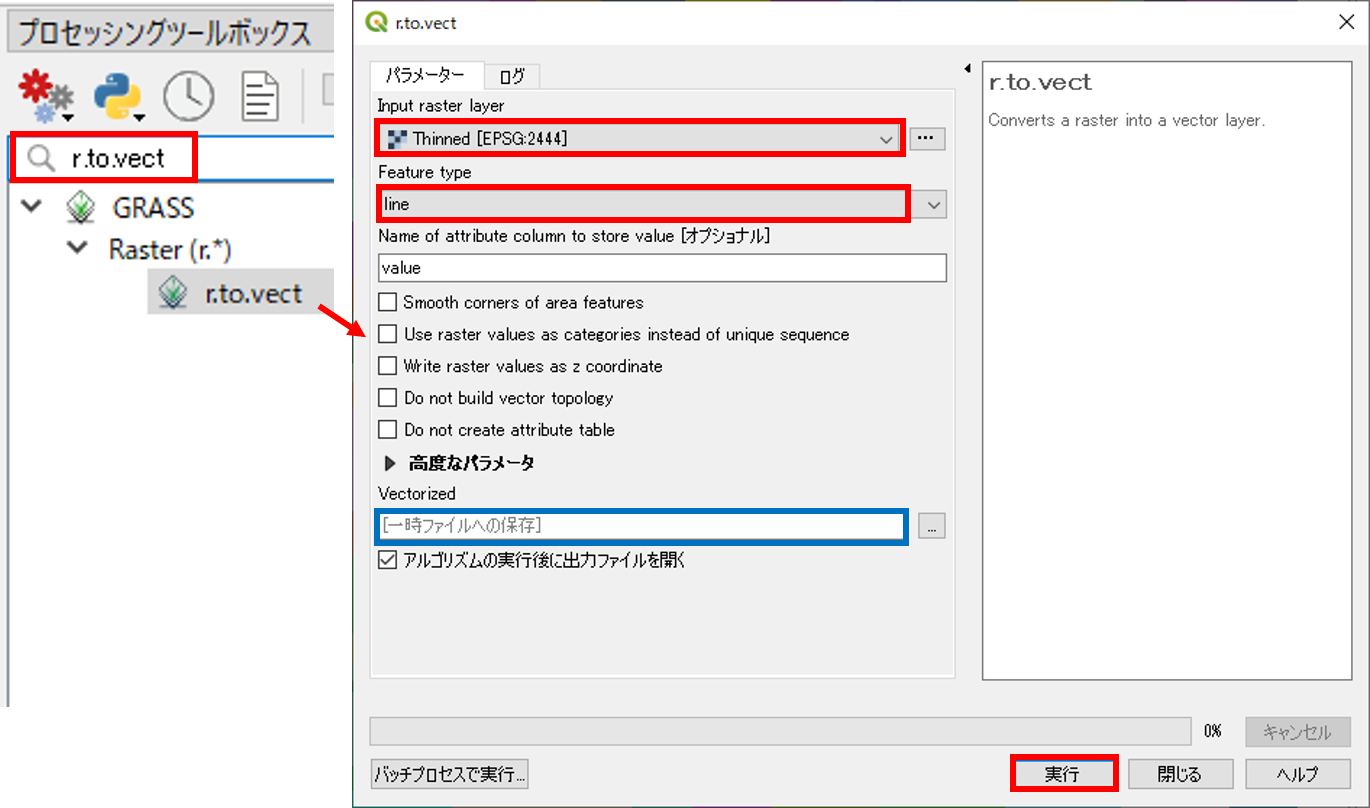 プロセッシングツールボックス
r.to.vect
GRASS
Raster (r.*)
r.to.vect
r.to.vect
パラメーター
ログ
Input raster layer
Thinned [EPSG:2444]
Feature type
line
Name of attribute column to store value [オプショナル]
value
Smooth corners of area features
Use raster values as categories instead of unique sequence
Write raster values as z coordinate
Do not build vector topology
Do not create attribute table
高度なパラメータ
Vectorized
[一時ファイルへの保存]
...
アルゴリズムの実行後に出力ファイルを開く
r.to.vect
Converts a raster into a vector layer.
0%
キャンセル
バッチプロセスで実行...
実行
閉じる
ヘルプ